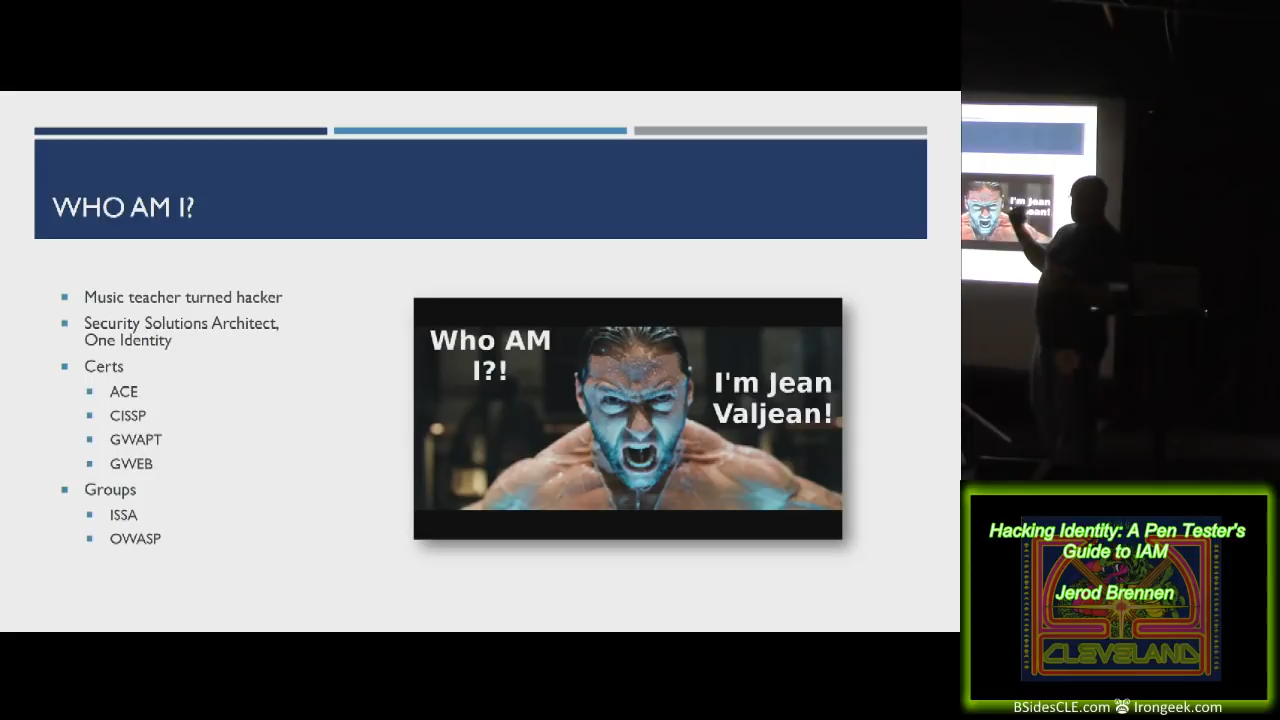 WHO AM I?
Music teacher turned hacker
Security Solutions Architect,
One Identity
Certs
ACE
CISSP
GWAPT
GWEB
Groups
ISSA
OWASP
Who AM
I?!
I'm Jean
Valjean!
I'm Jean
Hacking Identity: A Pen Tester's
Guide to IAM
Jerod Brennen
CLEVELAND
BSidesCLE.com Irongeek.com